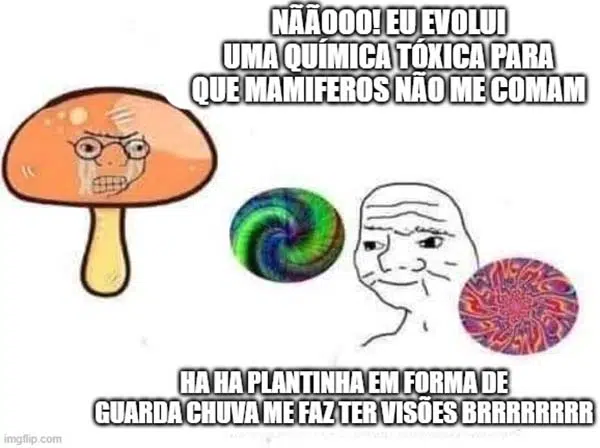 NÃÃOOO! EU EVOLUI
UMA QUÍMICA TÓXICA PARA
QUE MAMIFEROS NÃO ME COMAM
HA HA PLANTINHA EM FORMA DE
GUARDA CHUVA ME FAZ TER VISÕES BRRRRRRRRR
imgflip.com